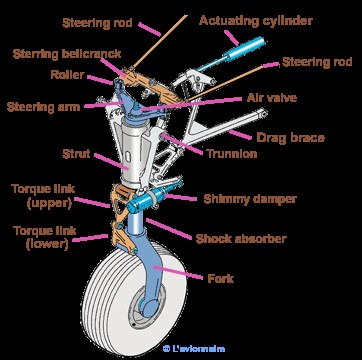 Steering rod
Actuating cylinder
Sterring bellcranck
Steering rod
Roller
Air valve
Steering arm
Drag brace
Strut
Trunnion
Torque link
(upper)
Shimmy damper
Torque link
(lower)
Shock absorber
Fork
© L'avionnaire